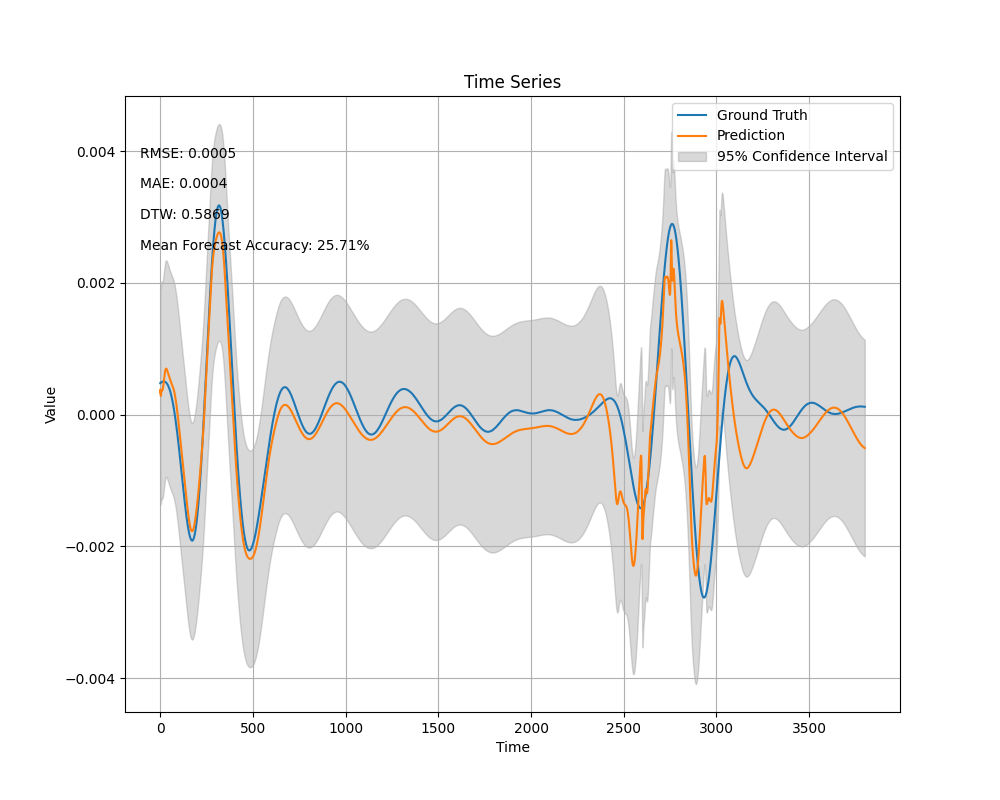 Time Series
Ground Truth
Prediction
95% Confidence Interval
RMSE: 0.0005
MAE: 0.0004
DTW: 0.5869
Mean Forecast Accuracy: 25.71%
Value
0.004
0.002
0.000
−0.002
−0.004
0 500 1000 1500 2000 2500 3000 3500
Time